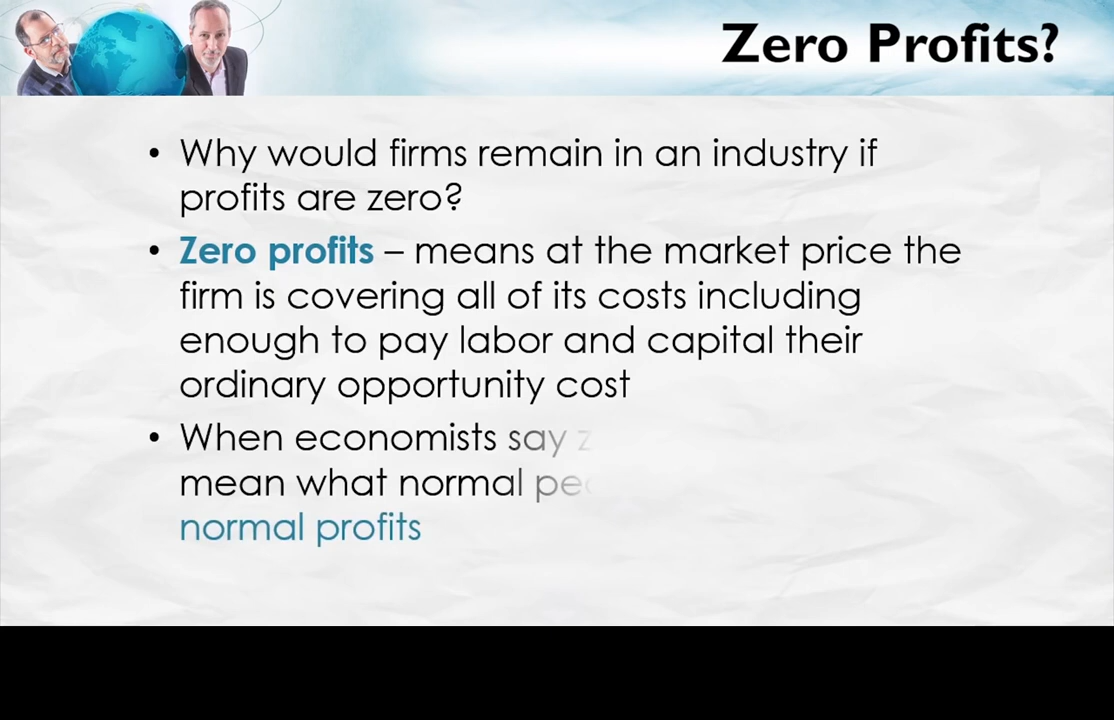 Zero Profits?
• Why would firms remain in an industry if
profits are zero?
• Zero profits – means at the market price the
firm is covering all of its costs including
enough to pay labor and capital their
ordinary opportunity cost
• When economists say
mean what normal
normal profits